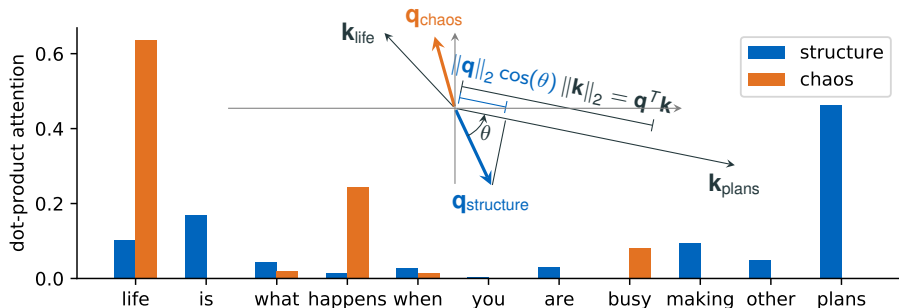 dot-product attention
0.6
0.4
0.2
0.0
q_chaos
k_life
‖q‖₂ cos(θ) ‖k‖₂ = qᵀk
θ
k_plans
q_structure
structure
chaos
life is what happens when you are busy making other plans